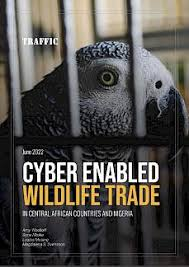 TRAFFIC
June 2022
CYBER ENABLED
WILDLIFE TRADE
IN CENTRAL AFRICAN COUNTRIES AND NIGERIA